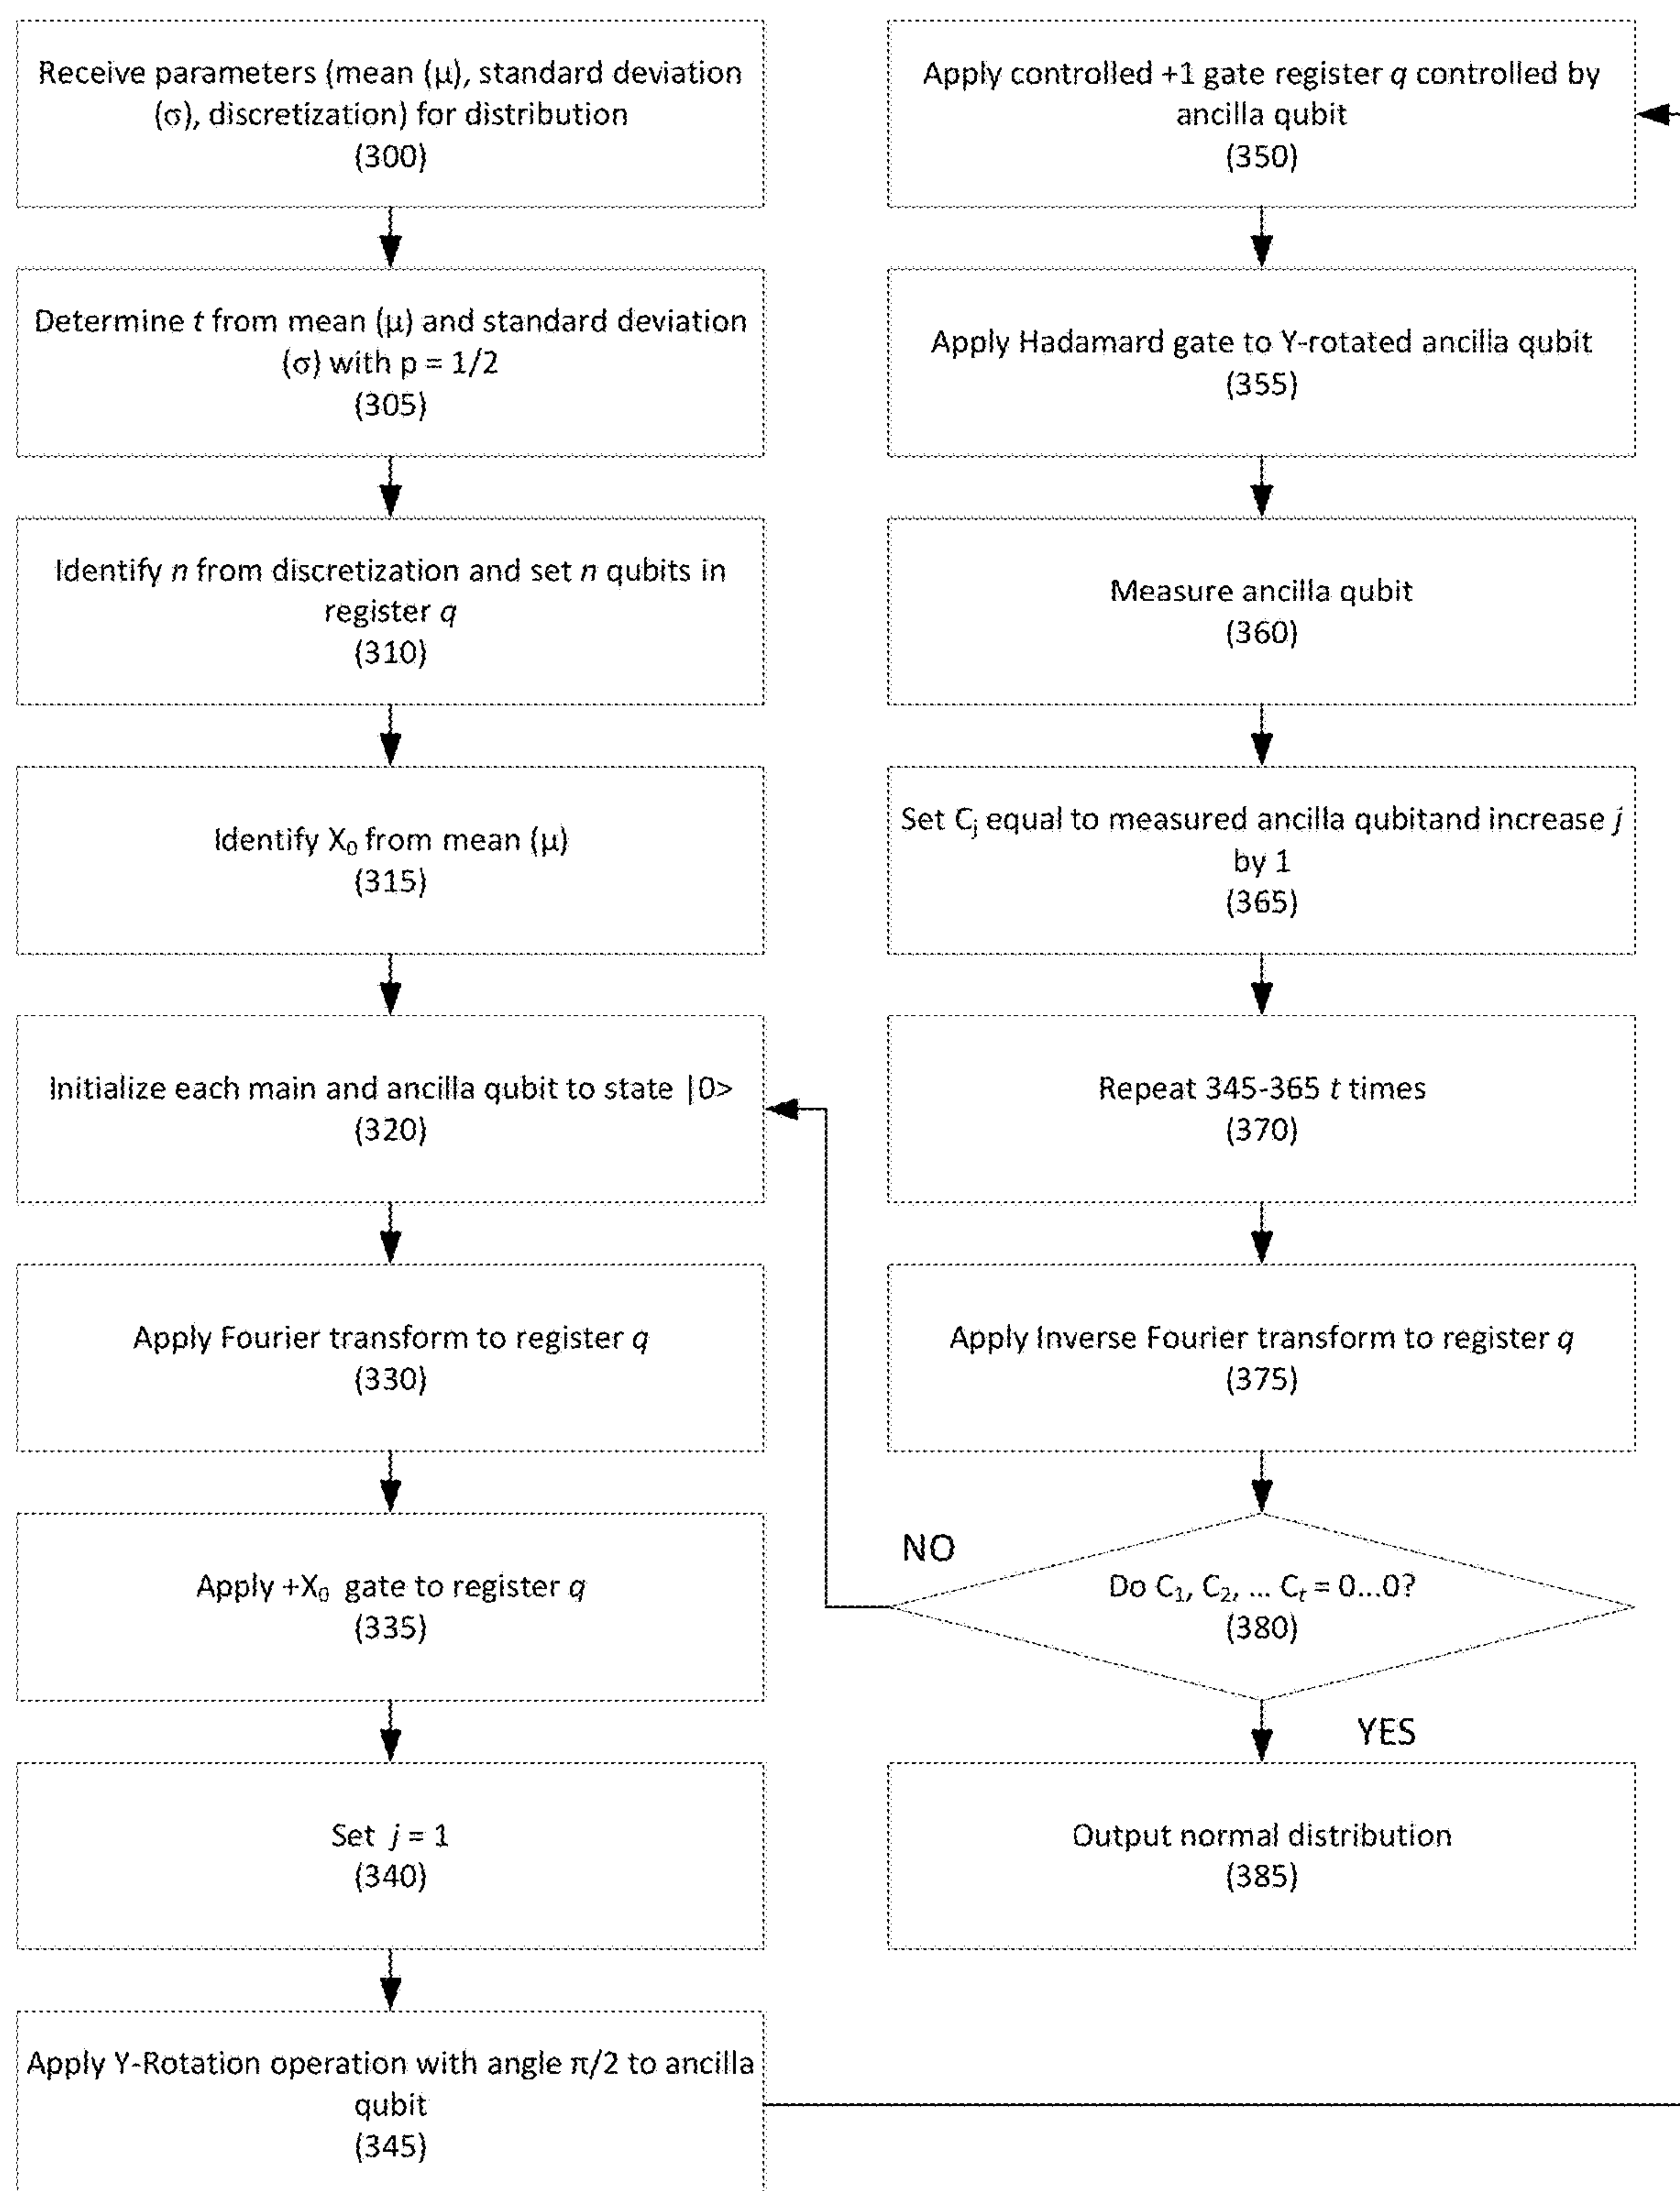 Receive parameters (mean (μ), standard deviation
(σ), discretization) for distribution
(300)
Determine t from mean (μ) and standard deviation
(σ) with p = 1/2
(305)
Identify n from discretization and set n qubits in
register q
(310)
Identify X₀ from mean (μ)
(315)
Initialize each main and ancilla qubit to state |0>
(320)
Apply Fourier transform to register q
(330)
Apply +X₀ gate to register q
(335)
Set j = 1
(340)
Apply Y-Rotation operation with angle π/2 to ancilla
qubit
(345)
Apply controlled +1 gate register q controlled by
ancilla qubit
(350)
Apply Hadamard gate to Y-rotated ancilla qubit
(355)
Measure ancilla qubit
(360)
Set Cⱼ equal to measured ancilla qubitand increase j
by 1
(365)
Repeat 345-365 t times
(370)
Apply Inverse Fourier transform to register q
(375)
NO
Do C₁, C₂, ... Cₜ = 0...0?
(380)
YES
Output normal distribution
(385)